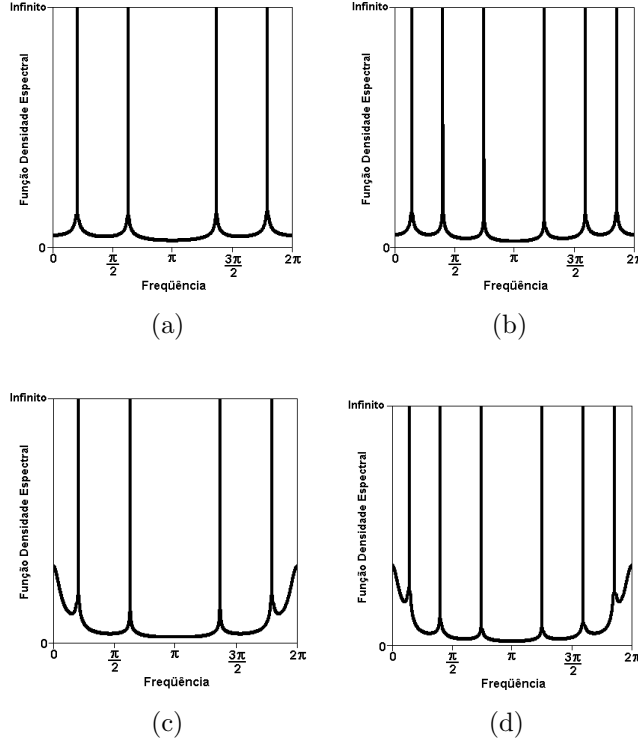 Infinito
Função Densidade Espectral
0
0 π/2 π 3π/2 2π
Freqüência
(a)
Infinito
Função Densidade Espectral
0
0 π/2 π 3π/2 2π
Freqüência
(b)
Infinito
Função Densidade Espectral
0
0 π/2 π 3π/2 2π
Freqüência
(c)
Infinito
Função Densidade Espectral
0
0 π/2 π 3π/2 2π
Freqüência
(d)